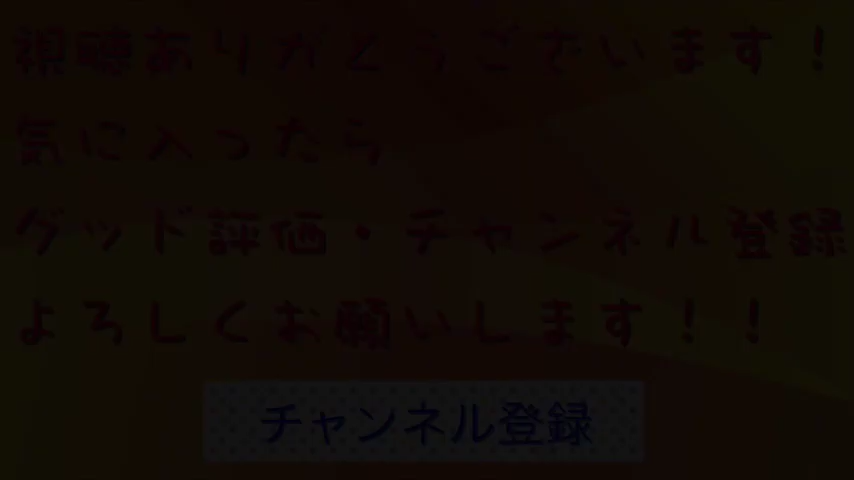 視聴ありがとうございます！
気に入ったら
グッド評価・チャンネル登録
よろしくお願いします！！
チャンネル登録